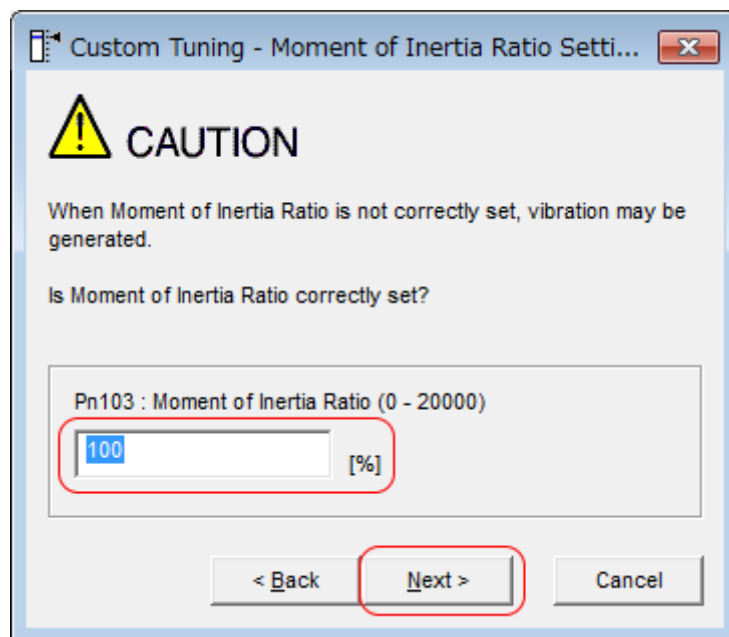 Custom Tuning - Moment of Inertia Ratio Setti...
CAUTION
When Moment of Inertia Ratio is not correctly set, vibration may be
generated.
Is Moment of Inertia Ratio correctly set?
Pn103 : Moment of Inertia Ratio (0 - 20000)
100
[%]
< Back
Next >
Cancel